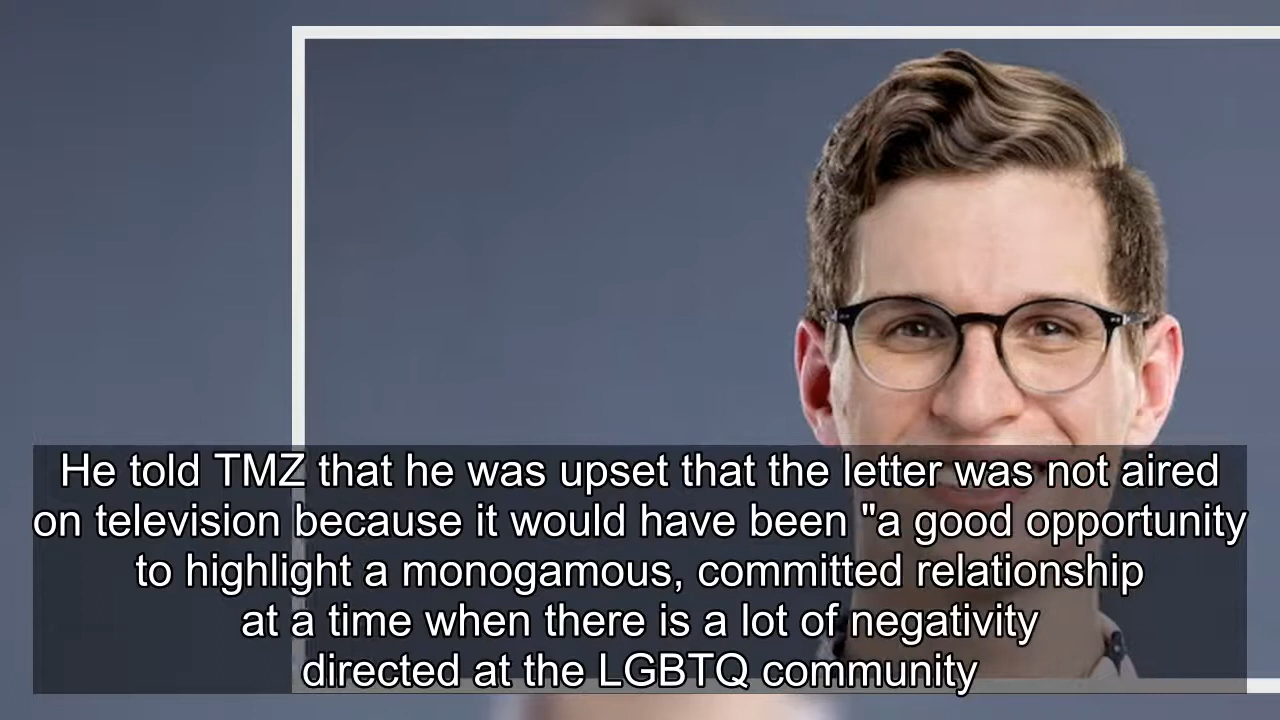 He told TMZ that he was upset that the letter was not aired
on television because it would have been "a good opportunity
to highlight a monogamous, committed relationship
at a time when there is a lot of negativity
directed at the LGBTQ community